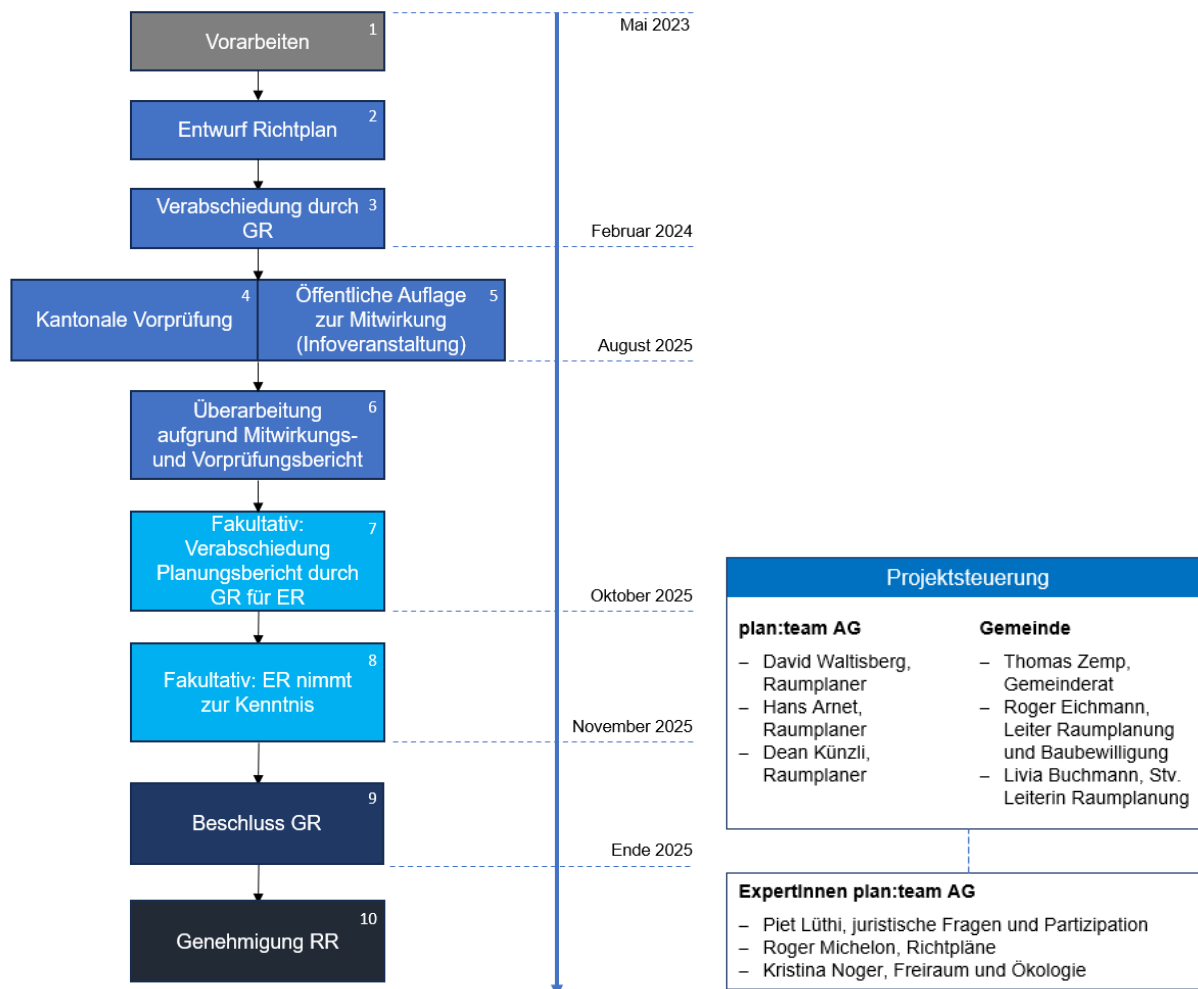 Vorarbeiten
1
Mai 2023
Entwurf Richtplan
2
Verabschiedung durch
GR
3
Februar 2024
Kantonale Vorprüfung
4
Öffentliche Auflage
zur Mitwirkung
(Infoveranstaltung)
5
August 2025
Überarbeitung
aufgrund Mitwirkungs-
und Vorprüfungsbericht
6
Fakultativ:
Verabschiedung
Planungsbericht durch
GR für ER
7
Oktober 2025
Fakultativ: ER nimmt
zur Kenntnis
8
November 2025
Beschluss GR
9
Ende 2025
Genehmigung RR
10
Projektsteuerung
plan:team AG
– David Waltisberg,
Raumplaner
– Hans Arnet,
Raumplaner
– Dean Künzli,
Raumplaner
Gemeinde
– Thomas Zemp,
Gemeinderat
– Roger Eichmann,
Leiter Raumplanung
und Baubewilligung
– Livia Buchmann, Stv.
Leiterin Raumplanung
ExpertInnen plan:team AG
– Piet Lüthi, juristische Fragen und Partizipation
– Roger Michelon, Richtpläne
– Kristina Noger, Freiraum und Ökologie